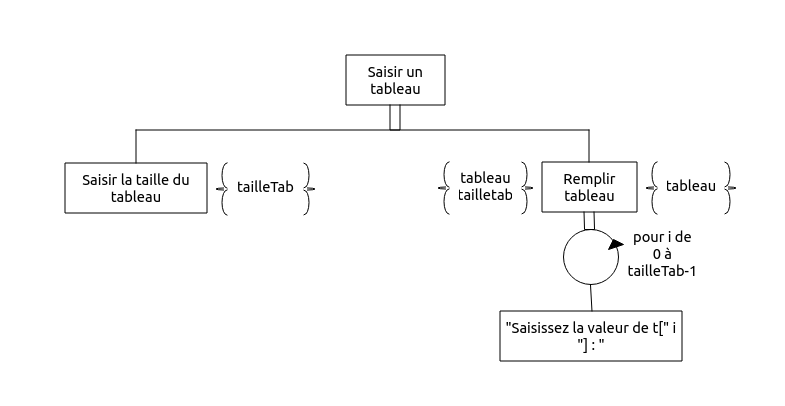 Saisir un
tableau
Saisir la taille du
tableau
tailleTab
tableau
tailletab
Remplir
tableau
tableau
pour i de
0 à
tailleTab-1
"Saisissez la valeur de t[" i
"] : "